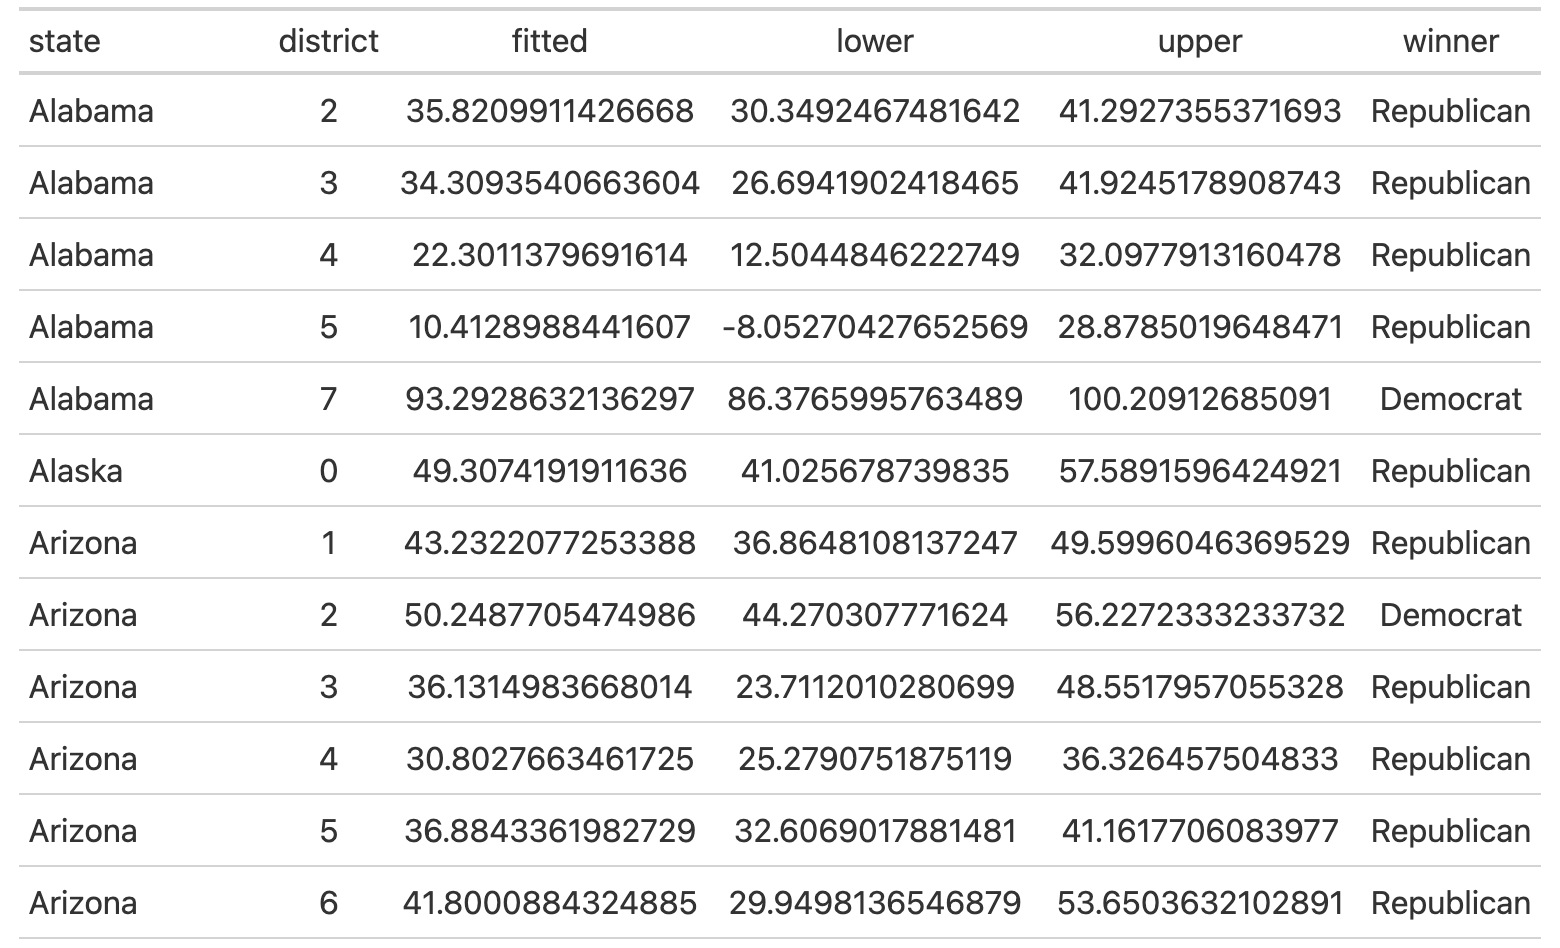 state district fitted lower upper winner
Alabama 2 35.8209911426668 30.3492467481642 41.2927355371693 Republican
Alabama 3 34.3093540663604 26.6941902418465 41.9245178908743 Republican
Alabama 4 22.3011379691614 12.5044846222749 32.0977913160478 Republican
Alabama 5 10.4128988441607 -8.05270427652569 28.8785019648471 Republican
Alabama 7 93.2928632136297 86.3765995763489 100.20912685091 Democrat
Alaska 0 49.3074191911636 41.025678739835 57.5891596424921 Republican
Arizona 1 43.2322077253388 36.8648108137247 49.5996046369529 Republican
Arizona 2 50.2487705474986 44.270307771624 56.2272333233732 Democrat
Arizona 3 36.1314983668014 23.7112010280699 48.5517957055328 Republican
Arizona 4 30.8027663461725 25.2790751875119 36.326457504833 Republican
Arizona 5 36.8843361982729 32.6069017881481 41.1617706083977 Republican
Arizona 6 41.8000884324885 29.9498136546879 53.6503632102891 Republican